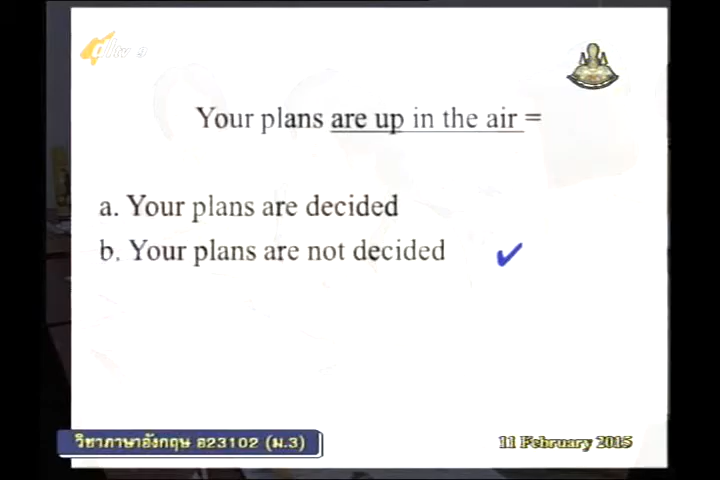 Your plans are up in the air =
a. Your plans are decided
b. Your plans are not decided
วิชาภาษาอังกฤษ อ23102 (ม.3)
11 February 2015